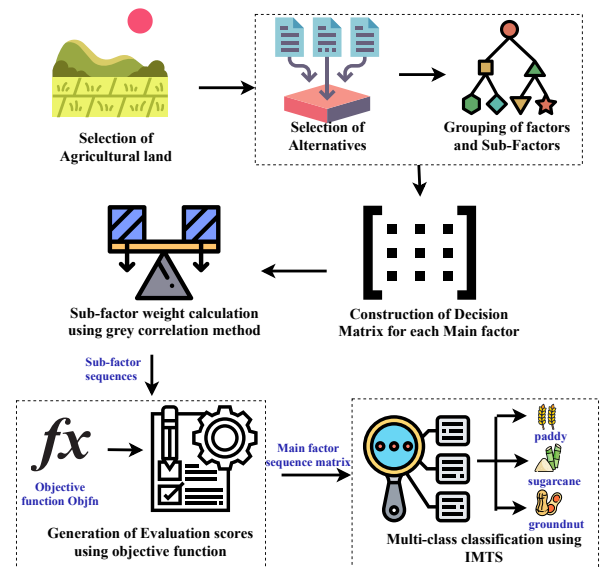 Selection of
Agricultural land
Selection of
Alternatives
Grouping of factors
and Sub-Factors
Sub-factor weight calculation
using grey correlation method
Construction of Decision
Matrix for each Main factor
Sub-factor
sequences
fx
Objective
function Objfn
Generation of Evaluation scores
using objective function
Main factor
sequence matrix
paddy
sugarcane
groundnut
Multi-class classification using
IMTS